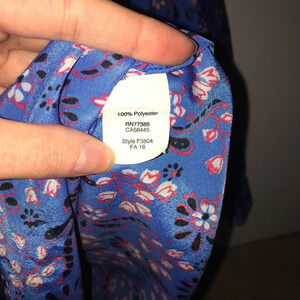 100% Polyester
RN77388
CA56445
Style F3804
FA 16